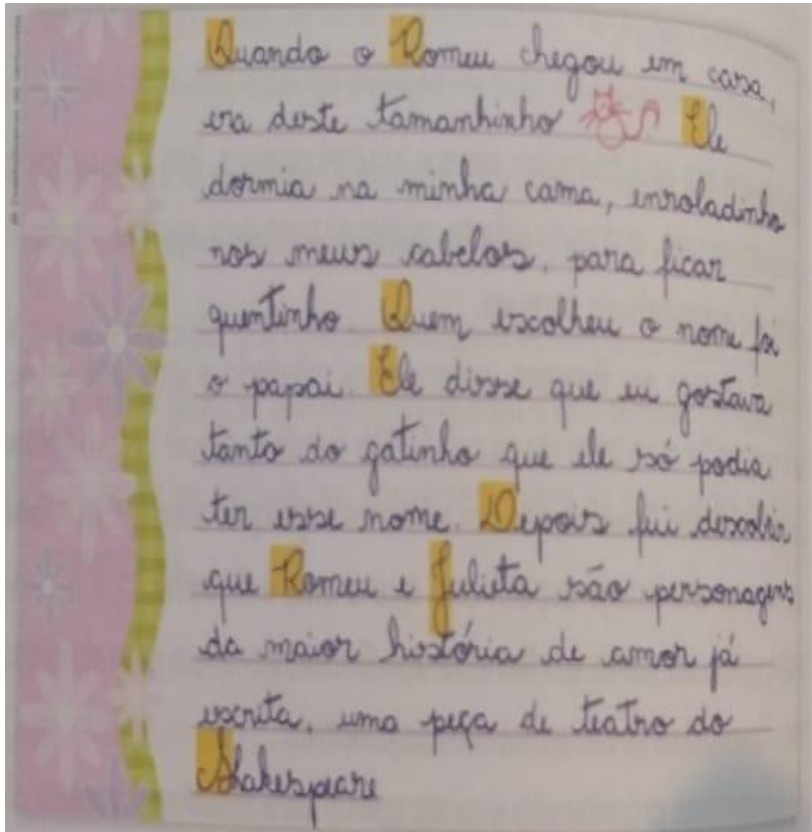 Quando o Romeu chegou em casa,
era deste tamanhinho Ele
dormia na minha cama, enroladinho
nos meus cabelos, para ficar
quentinho Quem escolheu o nome foi
o papai. Ele disse que eu gostava
tanto do gatinho que ele só podia
ter esse nome. Depois fui descobrir
que Romeu e Julieta são personagens
da maior história de amor já
escrita, uma peça de teatro do
Shakespeare